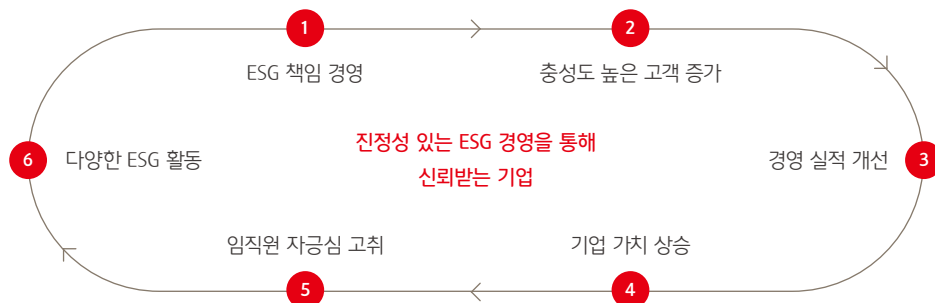 1
ESG 책임 경영
2
충성도 높은 고객 증가
3
경영 실적 개선
4
기업 가치 상승
5
임직원 자긍심 고취
6
다양한 ESG 활동
진정성 있는 ESG 경영을 통해
신뢰받는 기업